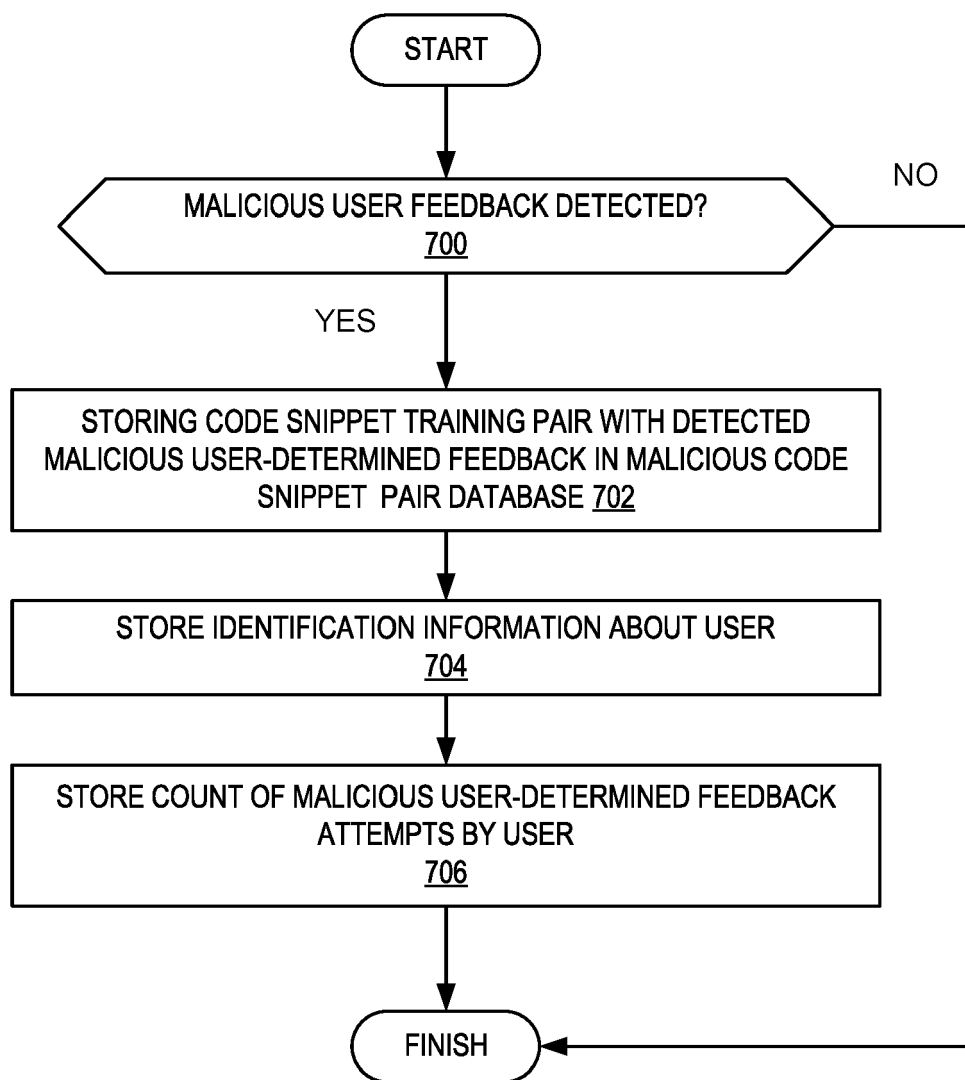 START
MALICIOUS USER FEEDBACK DETECTED?
700
NO
YES
STORING CODE SNIPPET TRAINING PAIR WITH DETECTED
MALICIOUS USER-DETERMINED FEEDBACK IN MALICIOUS CODE
SNIPPET PAIR DATABASE 702
STORE IDENTIFICATION INFORMATION ABOUT USER
704
STORE COUNT OF MALICIOUS USER-DETERMINED FEEDBACK
ATTEMPTS BY USER
706
FINISH